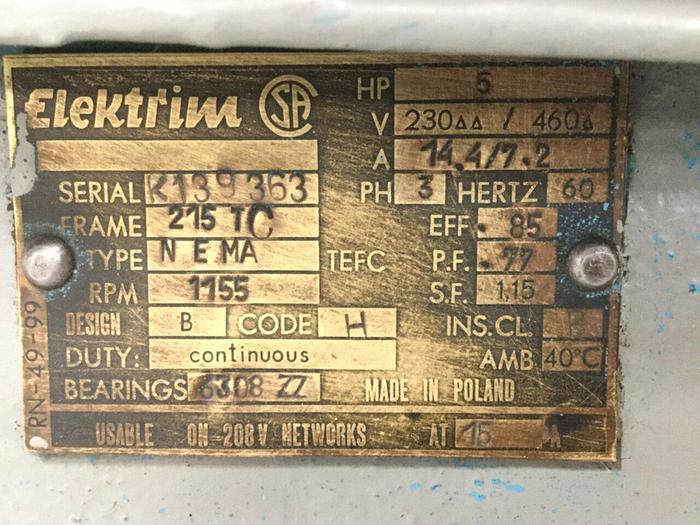 Elektrim CSA
HP 5
V 230ΔΔ / 460Δ
A 14.4/7.2
SERIAL K139363 PH 3 HERTZ 60
FRAME 215 TC EFF. .85
TYPE NEMA TEFC P.F. .77
RPM 1155 S.F. 1.15
DESIGN B CODE H INS.CL.
DUTY: continuous AMB 40°C
BEARINGS 6308 ZZ MADE IN POLAND
USABLE ON 208V NETWORKS AT 15 A
RN-49-99